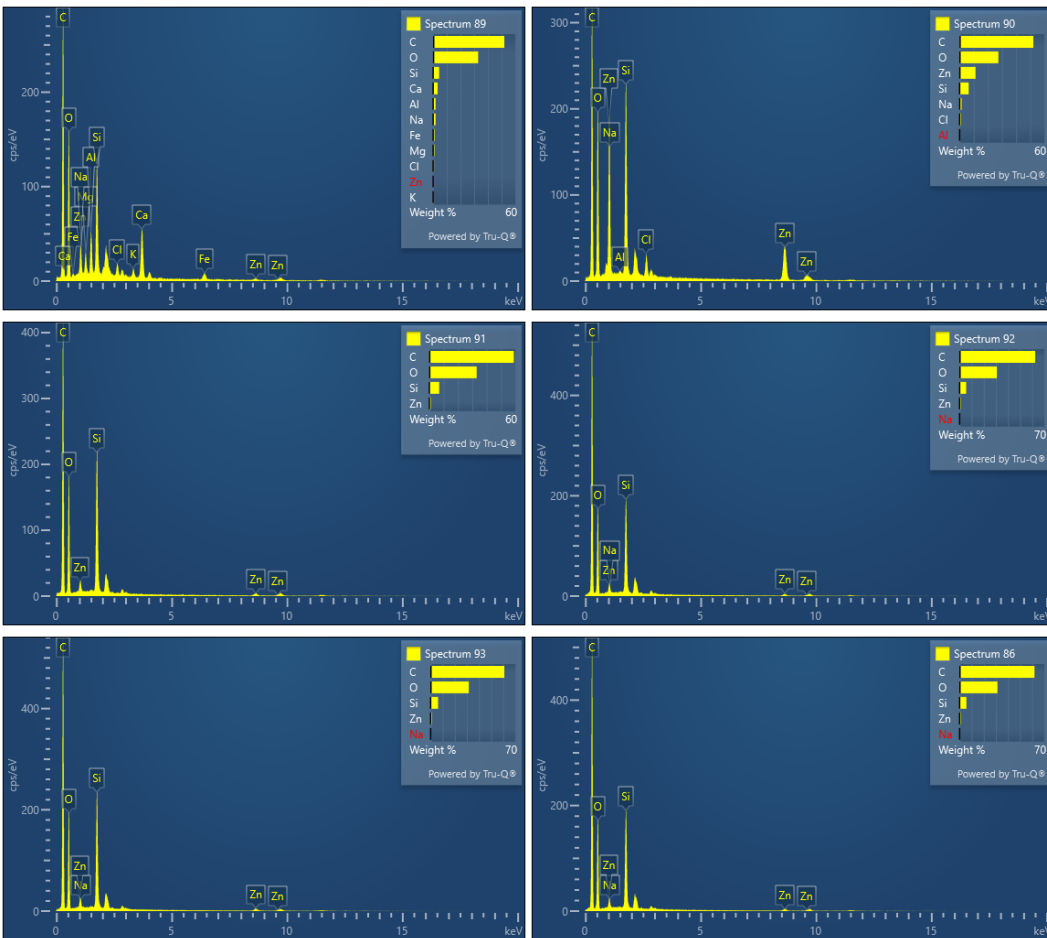 Spectrum 89
C
O
Si
Ca
Al
Na
Fe
Mg
Cl
Zn
K
Weight % 60
Powered by Tru-Q®
cps/eV
200
100
0
C
O
Si
Al
Na
Mg
Zn
Fe
Ca
Cl
K
Ca
Fe
Zn
Zn
0 5 10 15 keV
Spectrum 90
C
O
Zn
Si
Na
Cl
Al
Weight % 60
Powered by Tru-Q®
cps/eV
300
200
100
0
C
Si
Zn
O
Na
Al
Cl
Zn
Zn
0 5 10 15 keV
Spectrum 91
C
O
Si
Zn
Weight % 60
Powered by Tru-Q®
cps/eV
400
300
200
100
0
C
Si
O
Zn
Zn
Zn
0 5 10 15 keV
Spectrum 92
C
O
Si
Zn
Na
Weight % 70
Powered by Tru-Q®
cps/eV
400
200
0
C
Si
O
Na
Zn
Zn
Zn
0 5 10 15 keV
Spectrum 93
C
O
Si
Zn
Na
Weight % 70
Powered by Tru-Q®
cps/eV
400
200
0
C
Si
O
Zn
Na
Zn
Zn
0 5 10 15 keV
Spectrum 86
C
O
Si
Zn
Na
Weight % 70
Powered by Tru-Q®
cps/eV
400
200
0
C
Si
O
Zn
Na
Zn
Zn
0 5 10 15 keV